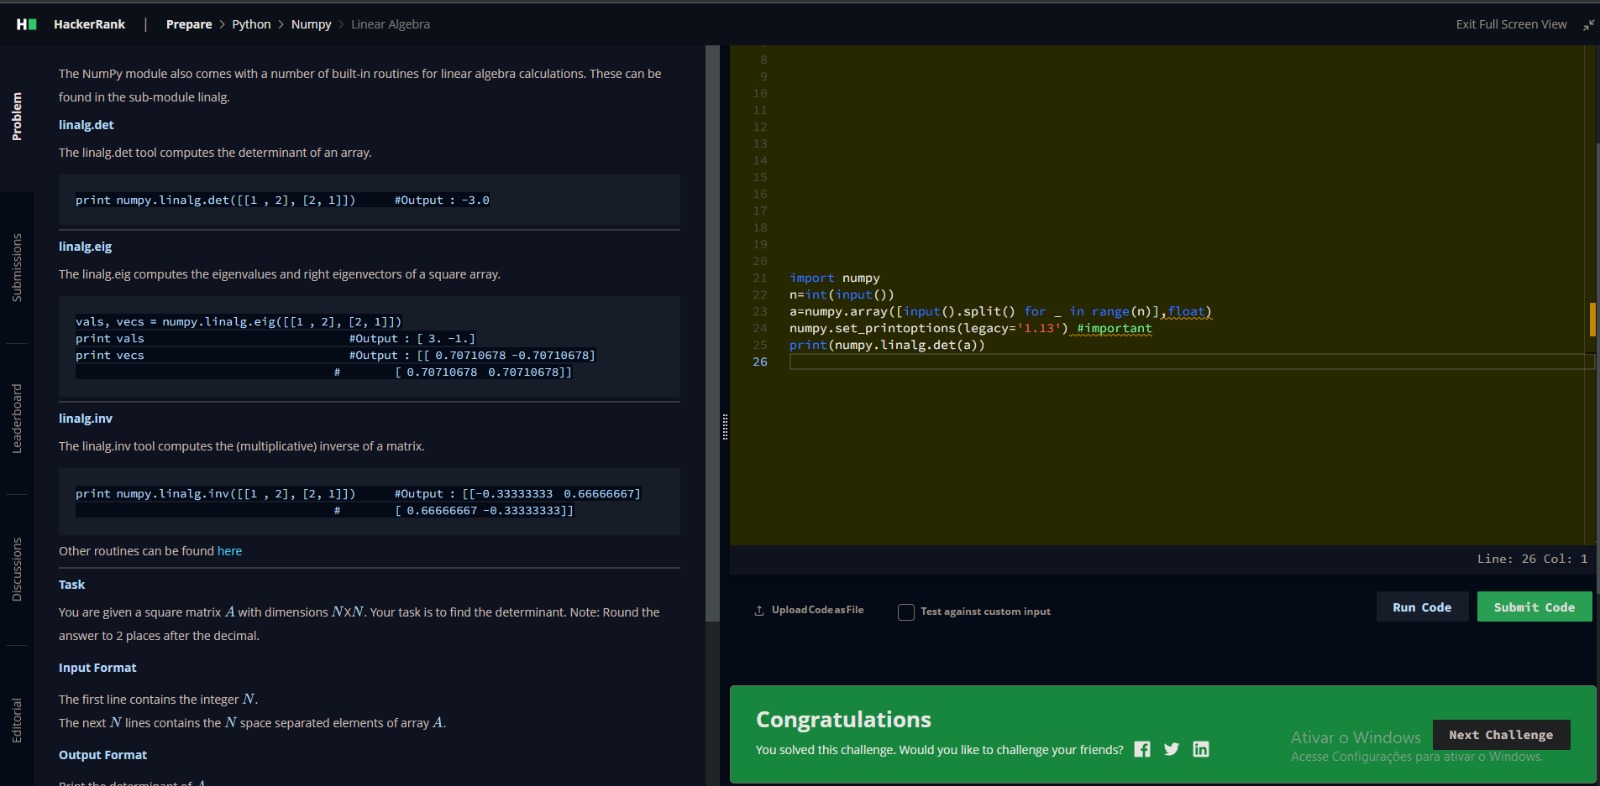 H HackerRank | Prepare > Python > Numpy > Linear Algebra
Exit Full Screen View
Problem
Submissions
Leaderboard
Discussions
Editorial
The NumPy module also comes with a number of built-in routines for linear algebra calculations. These can be
found in the sub-module linalg.
linalg.det
The linalg.det tool computes the determinant of an array.
print numpy.linalg.det([[1 , 2], [2, 1]]) #Output : -3.0
linalg.eig
The linalg.eig computes the eigenvalues and right eigenvectors of a square array.
vals, vecs = numpy.linalg.eig([[1 , 2], [2, 1]])
print vals #Output : [ 3. -1.]
print vecs #Output : [[ 0.70710678 -0.70710678]
# [ 0.70710678 0.70710678]]
linalg.inv
The linalg.inv tool computes the (multiplicative) inverse of a matrix.
print numpy.linalg.inv([[1 , 2], [2, 1]]) #Output : [[-0.33333333 0.66666667]
# [ 0.66666667 -0.33333333]]
Other routines can be found here
Task
You are given a square matrix A with dimensions NXN. Your task is to find the determinant. Note: Round the
answer to 2 places after the decimal.
Input Format
The first line contains the integer N.
The next N lines contains the N space separated elements of array A.
Output Format
Print the determinant of A.
8
9
10
11
12
13
14
15
16
17
18
19
20
21 import numpy
22 n=int(input())
23 a=numpy.array([input().split() for _ in range(n)],float)
24 numpy.set_printoptions(legacy='1.13') #important
25 print(numpy.linalg.det(a))
26
Line: 26 Col: 1
Upload Code as File
Test against custom input
Run Code
Submit Code
Congratulations
You solved this challenge. Would you like to challenge your friends?
Next Challenge
Ativar o Windows
Acesse Configurações para ativar o Windows.